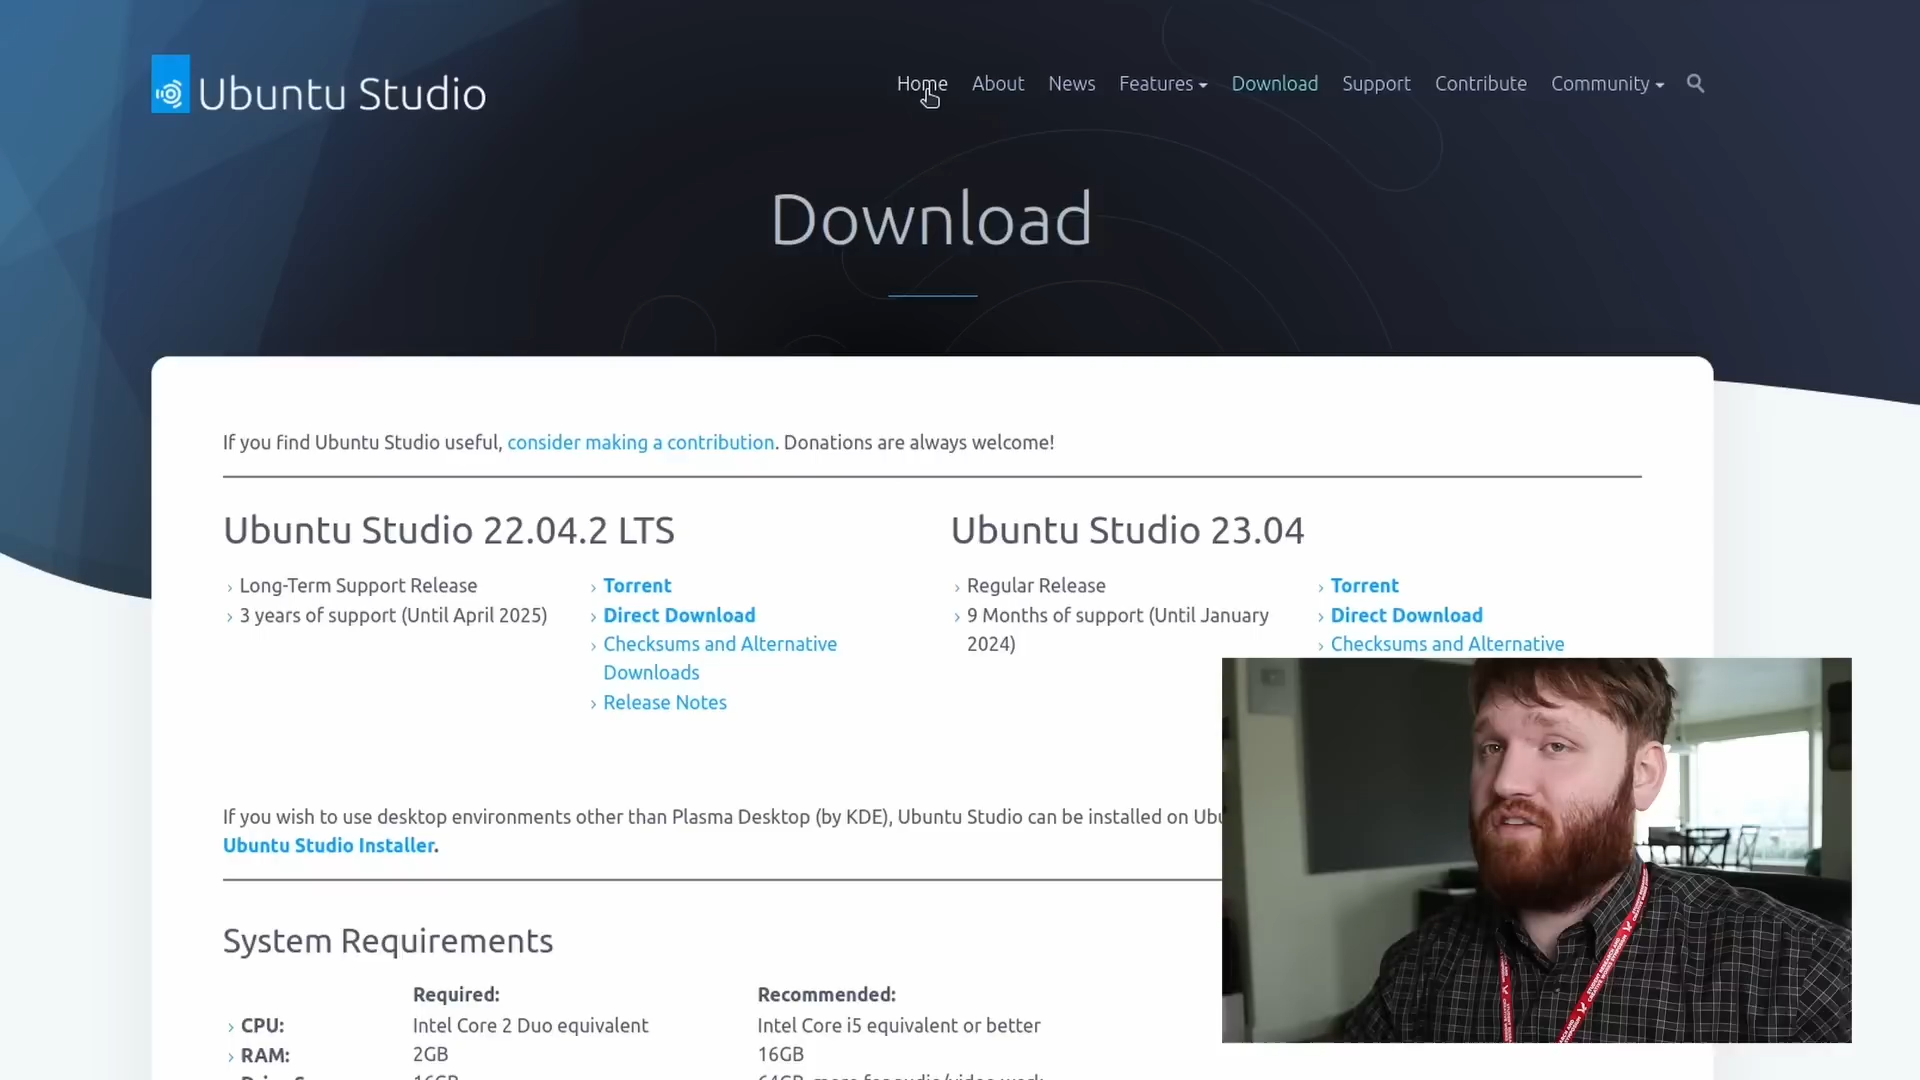 Ubuntu Studio
Home About News Features Download Support Contribute Community
Download
If you find Ubuntu Studio useful, consider making a contribution. Donations are always welcome!
Ubuntu Studio 22.04.2 LTS
› Long-Term Support Release
› 3 years of support (Until April 2025)
› Torrent
› Direct Download
› Checksums and Alternative
Downloads
› Release Notes
Ubuntu Studio 23.04
› Regular Release
› 9 Months of support (Until January
2024)
› Torrent
› Direct Download
› Checksums and Alternative
If you wish to use desktop environments other than Plasma Desktop (by KDE), Ubuntu Studio can be installed on
Ubuntu Studio Installer.
System Requirements
Required: Recommended:
› CPU: Intel Core 2 Duo equivalent Intel Core i5 equivalent or better
› RAM: 2GB 16GB